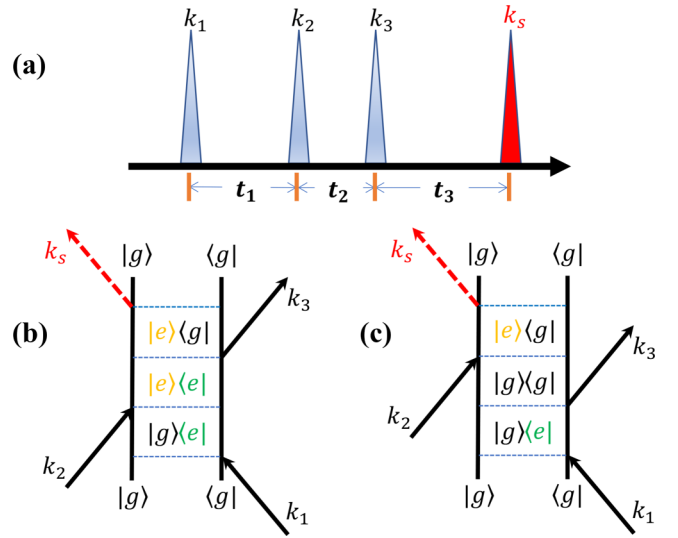 k₁ k₂ k₃ kₛ
(a)
t₁ t₂ t₃
(b)
kₛ |g⟩ ⟨g|
k₃
|e⟩⟨g|
|e⟩⟨e|
|g⟩⟨e|
k₂
|g⟩ ⟨g|
k₁
(c)
kₛ |g⟩ ⟨g|
|e⟩⟨g|
k₃
|g⟩⟨g|
k₂
|g⟩⟨e|
|g⟩ ⟨g|
k₁